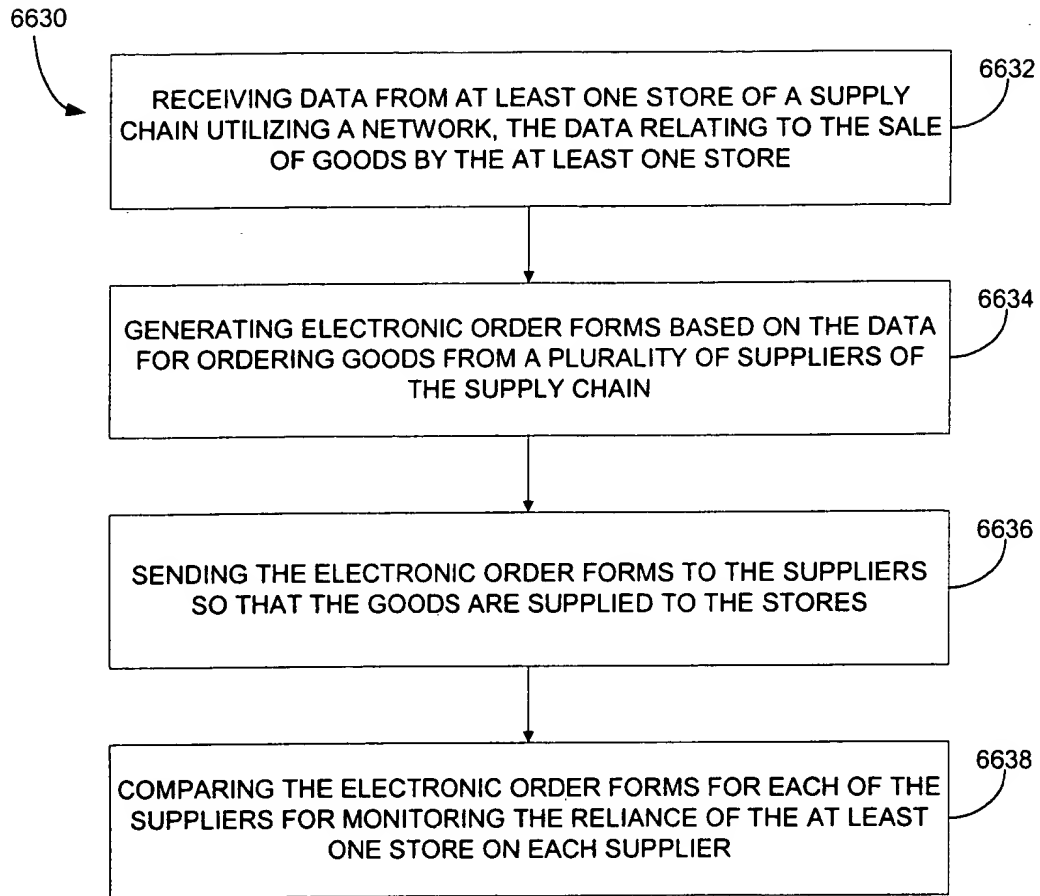 6630
6632
RECEIVING DATA FROM AT LEAST ONE STORE OF A SUPPLY
CHAIN UTILIZING A NETWORK, THE DATA RELATING TO THE SALE
OF GOODS BY THE AT LEAST ONE STORE
6634
GENERATING ELECTRONIC ORDER FORMS BASED ON THE DATA
FOR ORDERING GOODS FROM A PLURALITY OF SUPPLIERS OF
THE SUPPLY CHAIN
6636
SENDING THE ELECTRONIC ORDER FORMS TO THE SUPPLIERS
SO THAT THE GOODS ARE SUPPLIED TO THE STORES
6638
COMPARING THE ELECTRONIC ORDER FORMS FOR EACH OF THE
SUPPLIERS FOR MONITORING THE RELIANCE OF THE AT LEAST
ONE STORE ON EACH SUPPLIER